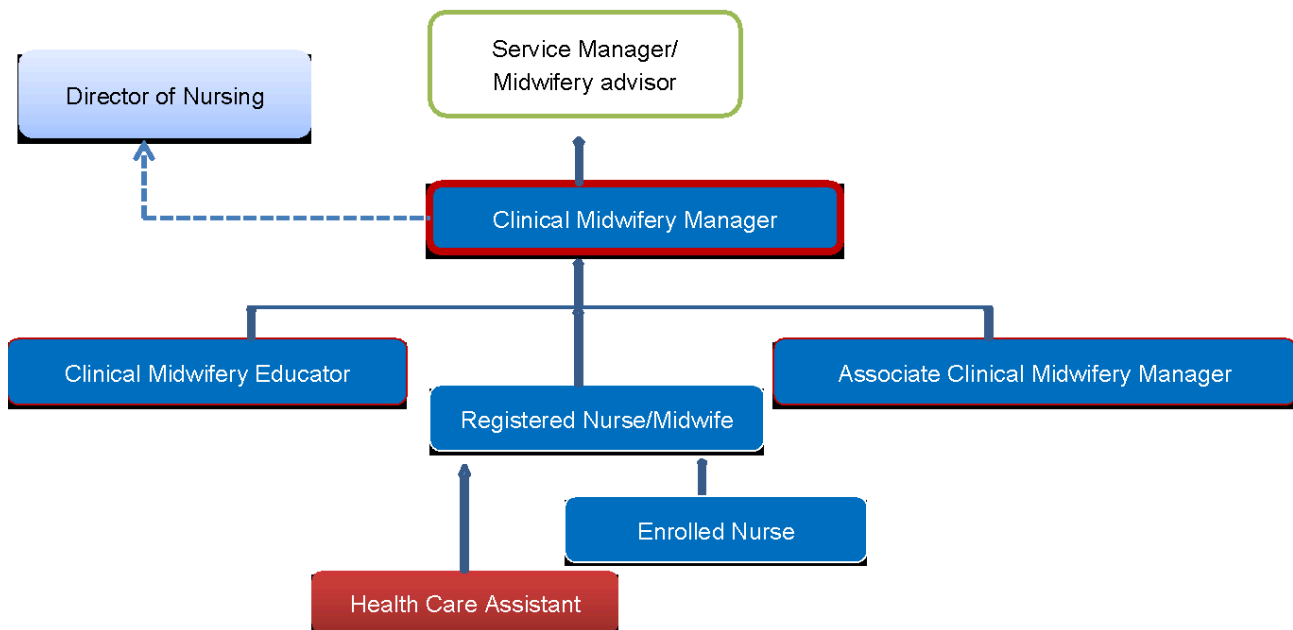 Service Manager/
Midwifery advisor
Director of Nursing
Clinical Midwifery Manager
Clinical Midwifery Educator
Associate Clinical Midwifery Manager
Registered Nurse/Midwife
Enrolled Nurse
Health Care Assistant